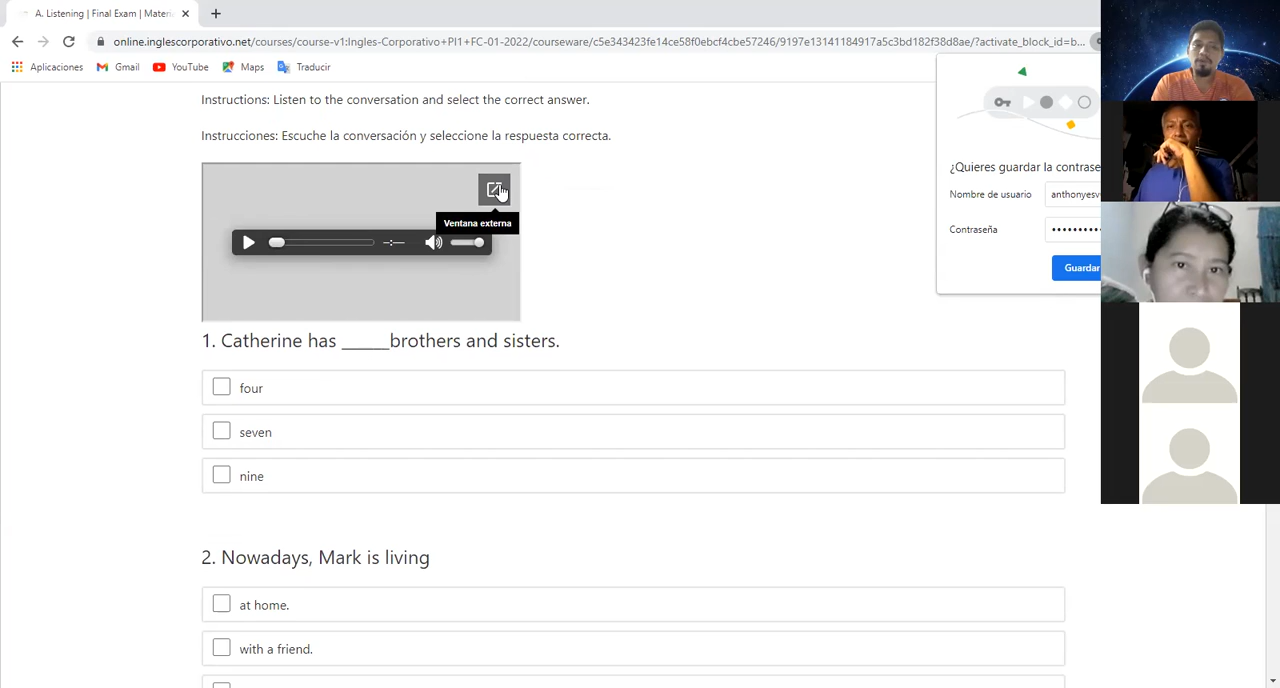 A. Listening | Final Exam | Materi
online.inglescorporativo.net/courses/course-v1:Ingles-Corporativo+PI1+FC-01-2022/courseware/c5e343423fe14ce58f0ebcf4cbe57246/9197e13141184917a5c3bd182f38d8ae/?activate_block_id=b...
Aplicaciones Gmail YouTube Maps Traducir
Instructions: Listen to the conversation and select the correct answer.
Instrucciones: Escuche la conversación y seleccione la respuesta correcta.
¿Quieres guardar la contrase
Nombre de usuario anthonyesv
Contraseña ••••••••••
Guardar
Ventana externa
-:--
1. Catherine has ______brothers and sisters.
four
seven
nine
2. Nowadays, Mark is living
at home.
with a friend.